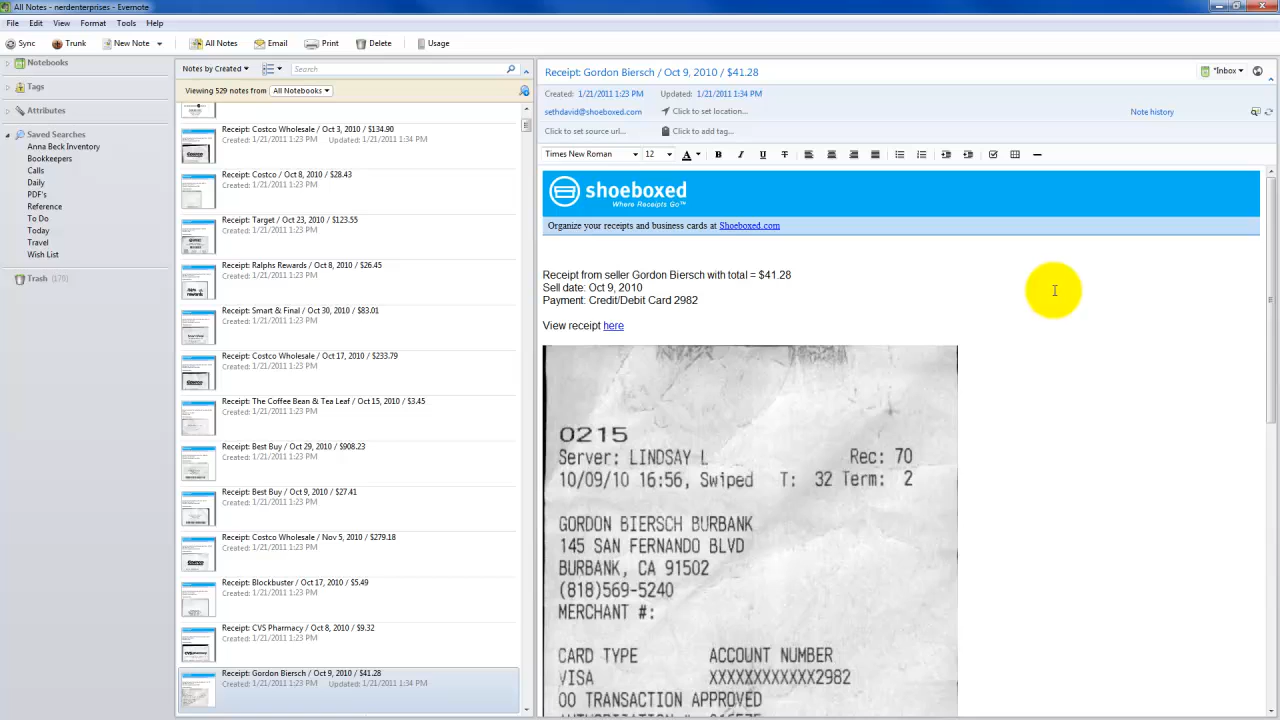 All Notes - nerdenterprises - Evernote
File Edit View Note Format Tools Help
Sync Trunk New Note All Notes Email Print Delete Usage
Notebooks
Tags
Attributes
Saved Searches
Anna Beck Inventory
Bookkeepers
Calls
Daily
PDFs
Reference
To Do
Today
Travel
Wish List
Trash (170)
Notes by Created Search
Viewing 529 notes from All Notebooks
Receipt: Costco Wholesale / Oct 3, 2010 / $134.90
Created: 1/21/2011 1:23 PM Updated: 1/21/2011 1:34 PM
Receipt: Costco / Oct 8, 2010 / $28.43
Created: 1/21/2011 1:23 PM
Receipt: Target / Oct 23, 2010 / $123.55
Created: 1/21/2011 1:23 PM
Receipt: Ralphs Rewards / Oct 8, 2010 /
Created: 1/21/2011 1:23 PM
Receipt: Smart & Final / Oct 30, 2010 / $83.01
Created: 1/21/2011 1:23 PM
Receipt: Costco Wholesale / Oct 17, 2010 / $233.79
Created: 1/21/2011 1:23 PM
Receipt: The Coffee Bean & Tea Leaf / Oct 15, 2010 / $3.45
Created: 1/21/2011 1:23 PM
Receipt: Best Buy / Oct 29, 2010 / $908.23
Created: 1/21/2011 1:23 PM
Receipt: Best Buy / Oct 9, 2010 /
Created: 1/21/2011 1:23 PM
Receipt: Costco Wholesale / Nov 5, 2010 / $279.18
Created: 1/21/2011 1:23 PM
Receipt: Blockbuster / Oct 17, 2010 / $5.49
Created: 1/21/2011 1:23 PM
Receipt: CVS Pharmacy / Oct 8, 2010 /
Created: 1/21/2011 1:23 PM
Receipt: Gordon Biersch / Oct 9, 2010 / $41.28
Created: 1/21/2011 1:23 PM Updated: 1/21/2011 1:34 PM
Receipt: Gordon Biersch / Oct 9, 2010 / $41.28
*Inbox
Created: 1/21/2011 1:23 PM Updated: 1/21/2011 1:34 PM
sethdavid@shoeboxed.com Click to set location... Note history
Click to set source url... Click to add tag...
Times New Roman 12 A B I U T
shoeboxed
Where Receipts Go™
Organize your receipts and business cards at Shoeboxed.com
Receipt from seller Gordon Biersch with total = $41.28
Sell date: Oct 9, 2010
Payment: Credit/Debit Card 2982
View receipt here
0215
Server: LINDSAY Rec: 70
Swiped T: 32 Term: 2
GORDON BIERSCH BURBANK
145 SAN FERNANDO BLVD
BURBANK, CA 91502
MERCHANT
CARD TYPE ACCOUNT NUMBER
VISA XXXXXXXXXXXX2982
00 TRANSACTION APPROVED